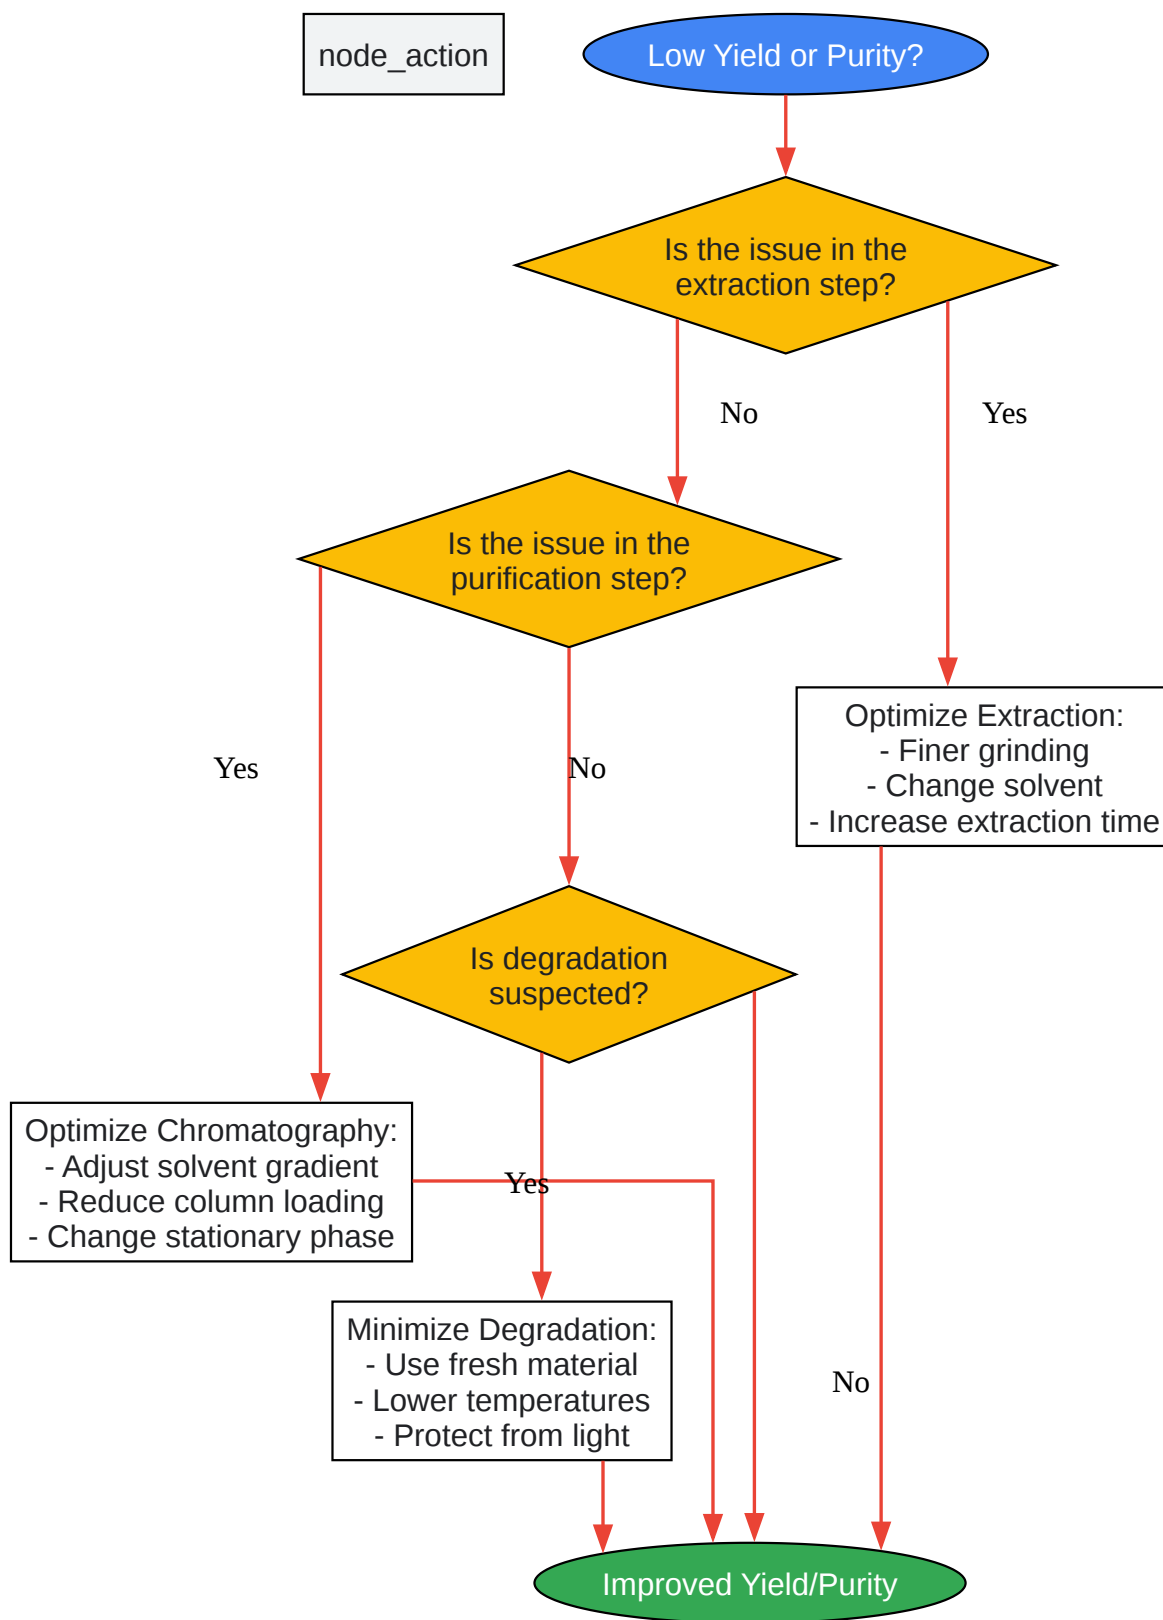 node_action
Low Yield or Purity?
Is the issue in the
extraction step?
No
Yes
Is the issue in the
purification step?
Optimize Extraction:
- Finer grinding
- Change solvent
- Increase extraction time
Yes
No
Is degradation
suspected?
Optimize Chromatography:
- Adjust solvent gradient
- Reduce column loading
- Change stationary phase
Yes
Minimize Degradation:
- Use fresh material
- Lower temperatures
- Protect from light
No
Improved Yield/Purity